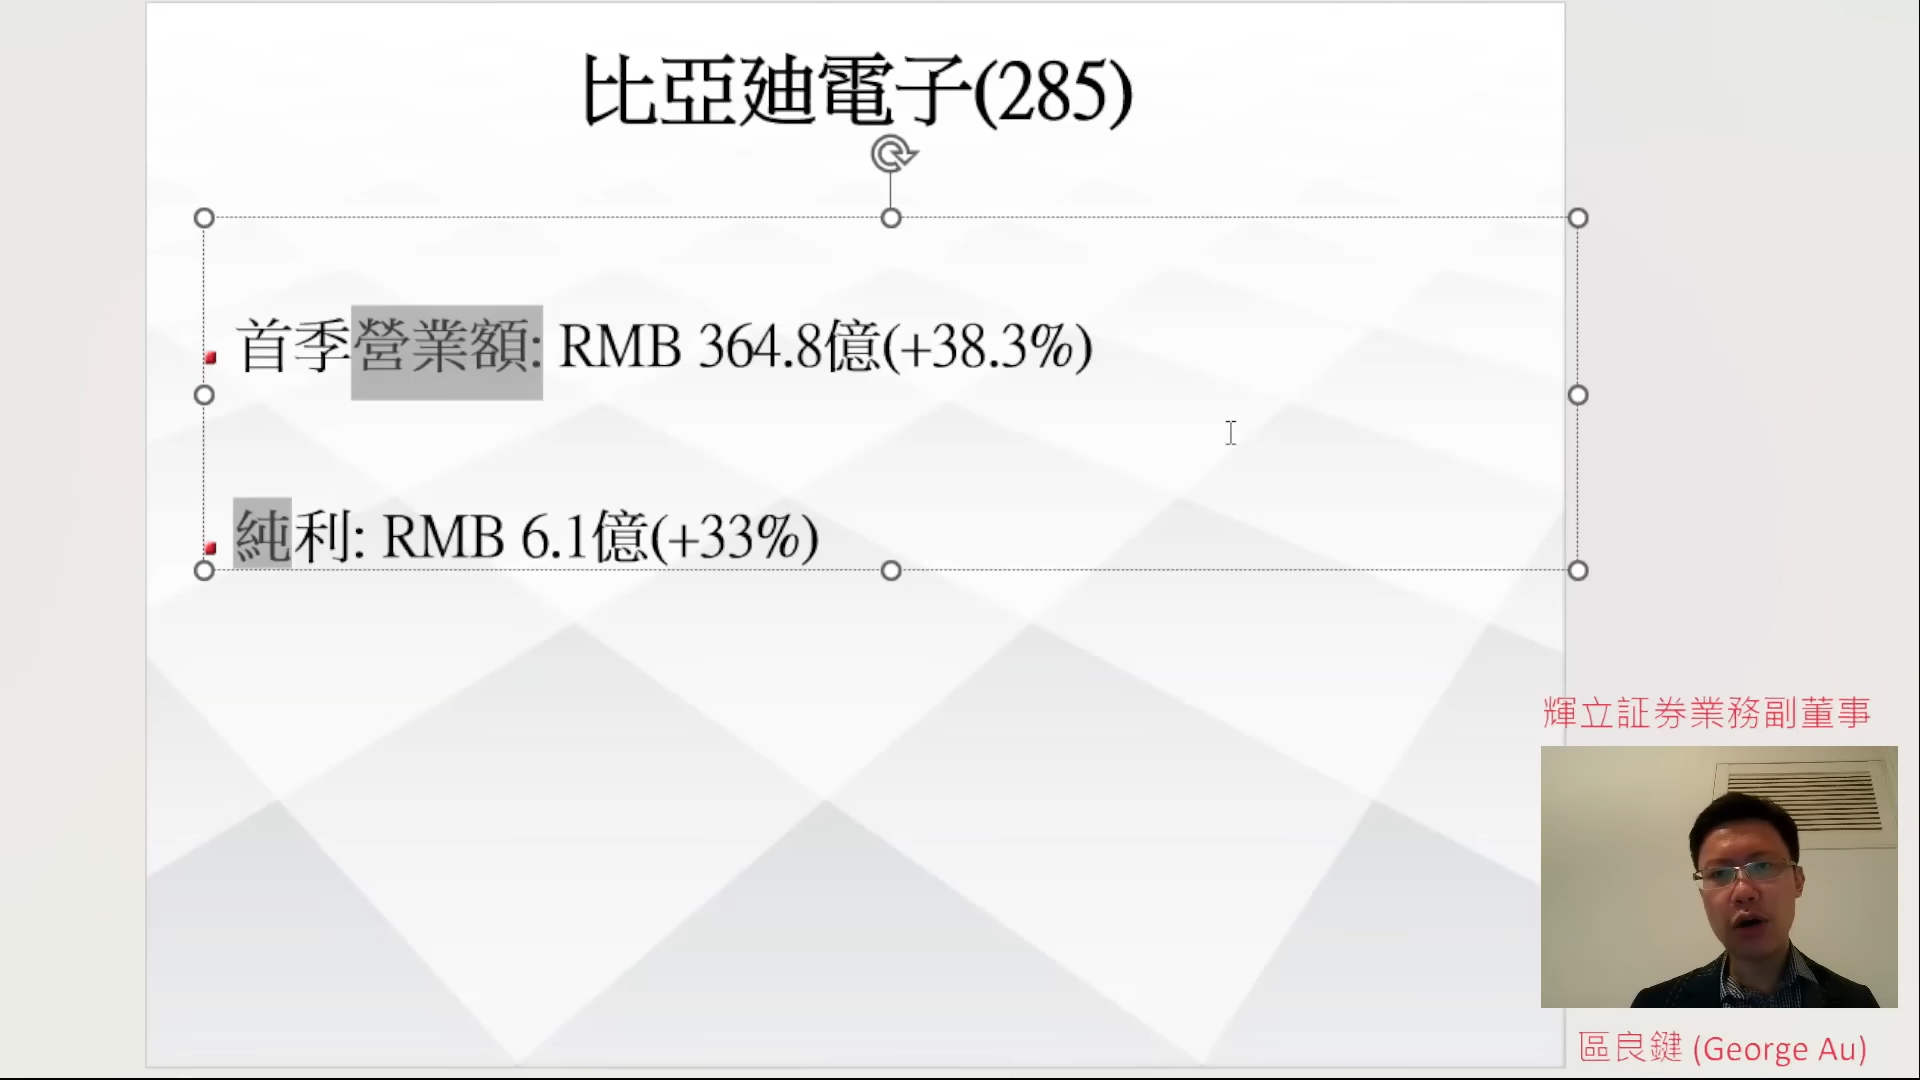 比亞迪電子(285)
首季營業額: RMB 364.8億(+38.3%)
純利: RMB 6.1億(+33%)
輝立証券業務副董事
區良鍵 (George Au)